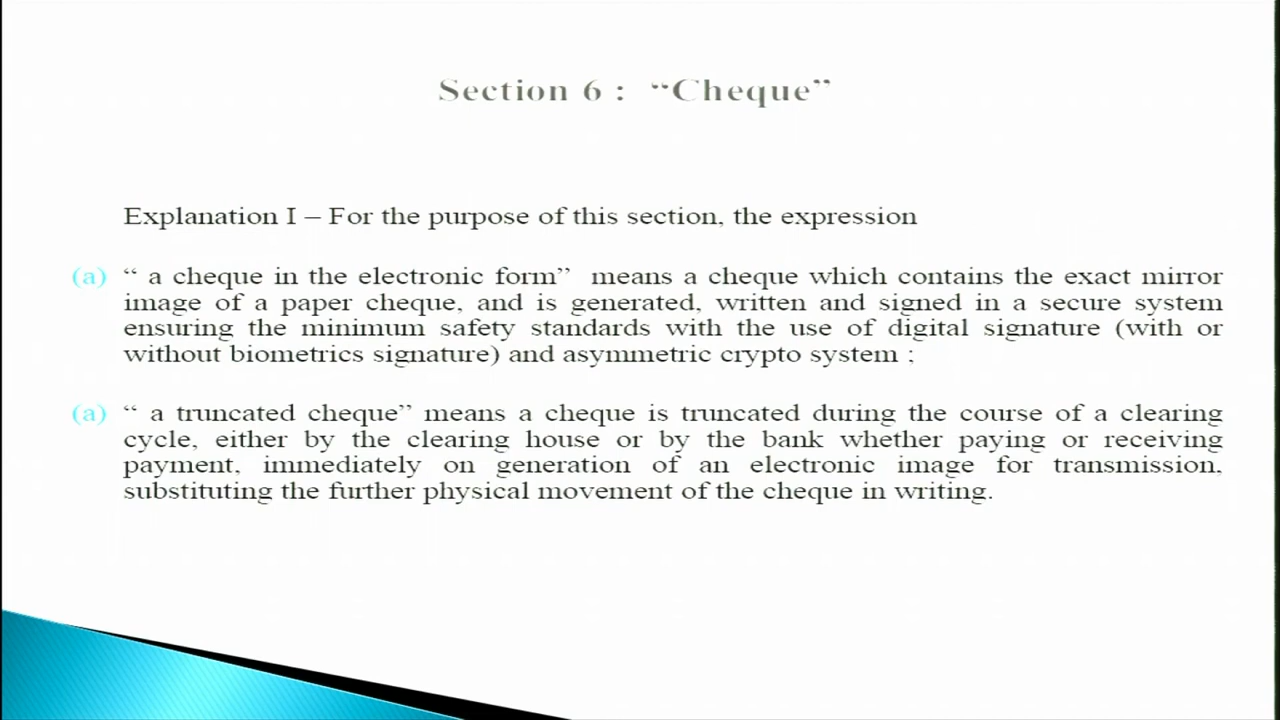 Section 6 : “Cheque”
Explanation I – For the purpose of this section, the expression
(a) “ a cheque in the electronic form” means a cheque which contains the exact mirror
image of a paper cheque, and is generated, written and signed in a secure system
ensuring the minimum safety standards with the use of digital signature (with or
without biometrics signature) and asymmetric crypto system ;
(a) “ a truncated cheque” means a cheque is truncated during the course of a clearing
cycle, either by the clearing house or by the bank whether paying or receiving
payment, immediately on generation of an electronic image for transmission,
substituting the further physical movement of the cheque in writing.